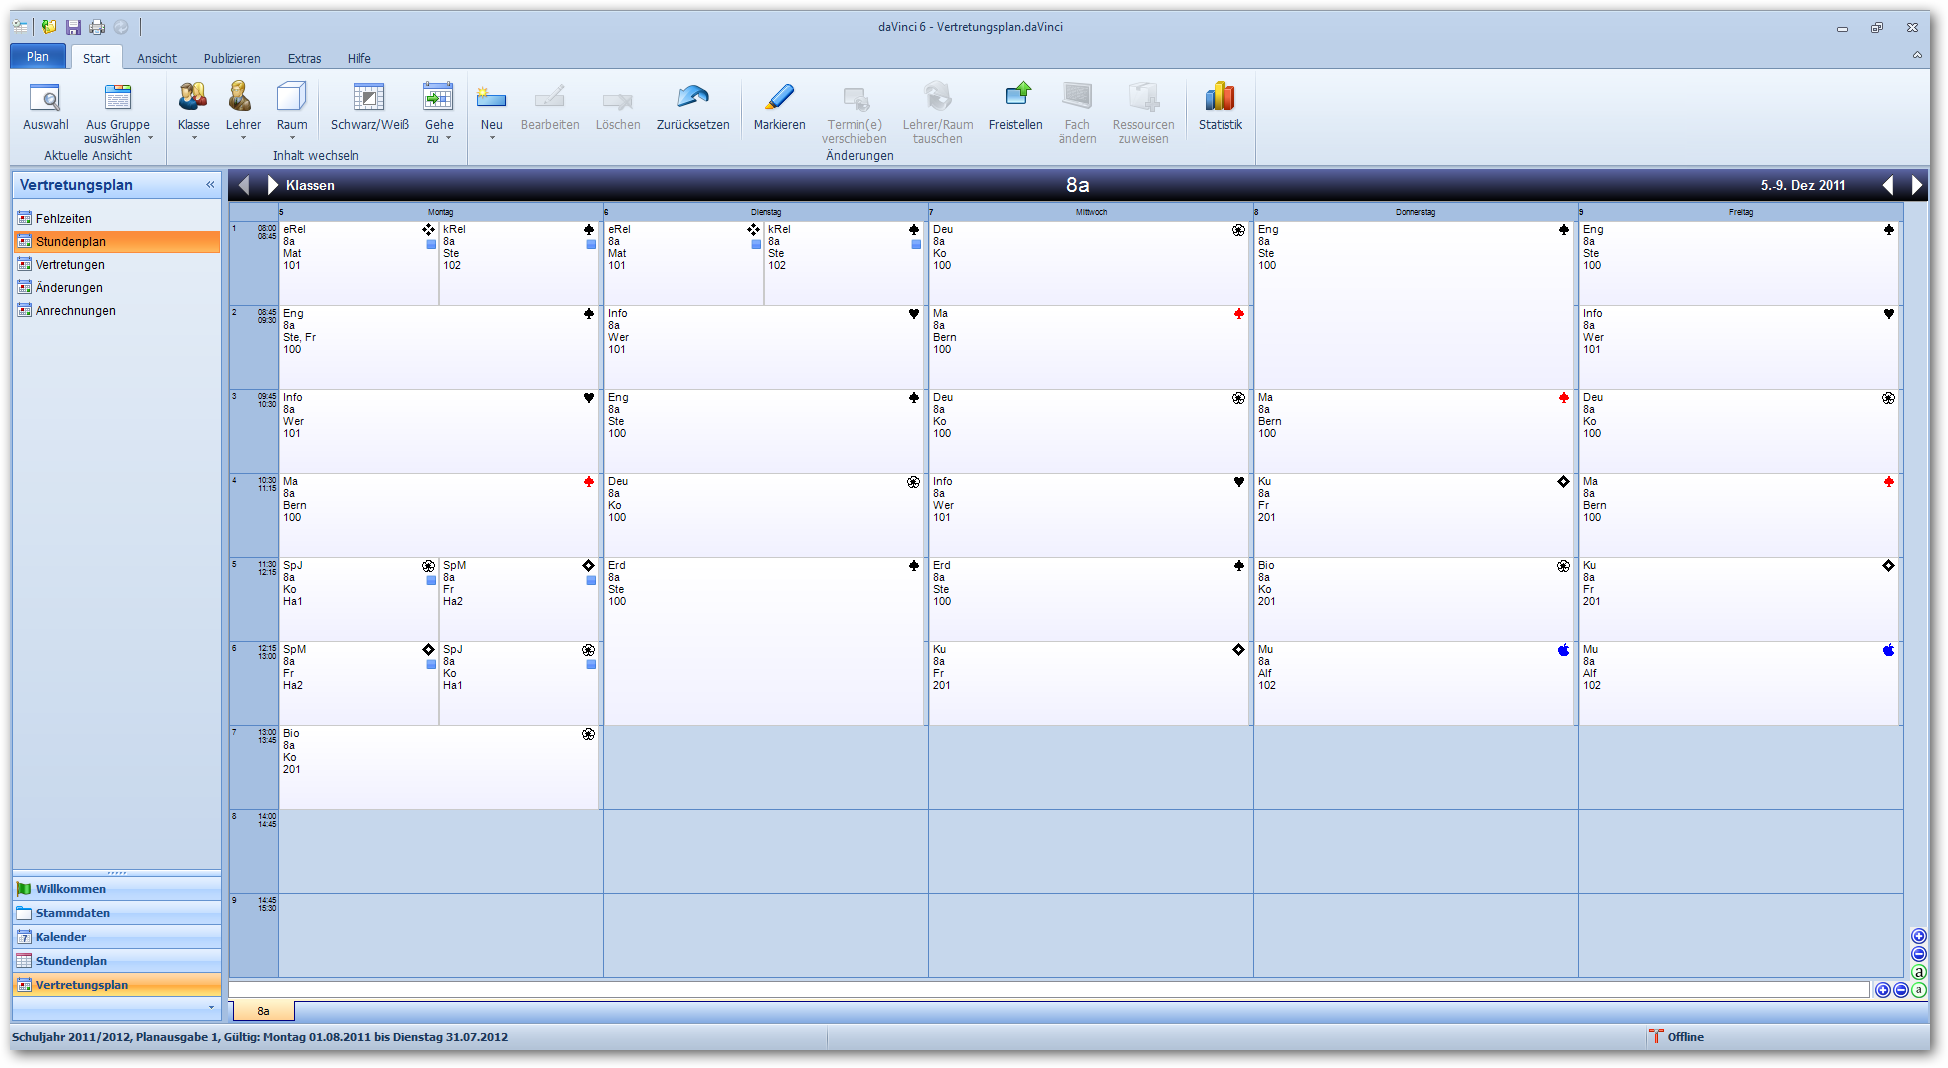 daVinci 6 - Vertretungsplan.daVinci
Plan Start Ansicht Publizieren Extras Hilfe
Auswahl
Aus Gruppe
auswählen
Klasse
Lehrer
Raum
Schwarz/Weiß
Gehe
zu
Neu
Bearbeiten
Löschen
Zurücksetzen
Markieren
Termin(e)
verschieben
Lehrer/Raum
tauschen
Freistellen
Fach
ändern
Ressourcen
zuweisen
Statistik
Aktuelle Ansicht
Inhalt wechseln
Änderungen
Vertretungsplan
«
Fehlzeiten
Stundenplan
Vertretungen
Änderungen
Anrechnungen
Willkommen
Stammdaten
7 Kalender
Stundenplan
Vertretungsplan
Klassen
8a
5.-9. Dez 2011
5 Montag
6 Dienstag
7 Mittwoch
8 Donnerstag
9 Freitag
1 08:00
08:45
eRel
8a
Mat
101
kRel
8a
Ste
102
eRel
8a
Mat
101
kRel
8a
Ste
102
Deu
8a
Ko
100
Eng
8a
Ste
100
Eng
8a
Ste
100
2 08:45
09:30
Eng
8a
Ste, Fr
100
Info
8a
Wer
101
Ma
8a
Bern
100
Info
8a
Wer
101
3 09:45
10:30
Info
8a
Wer
101
Eng
8a
Ste
100
Deu
8a
Ko
100
Ma
8a
Bern
100
Deu
8a
Ko
100
4 10:30
11:15
Ma
8a
Bern
100
Deu
8a
Ko
100
Info
8a
Wer
101
Ku
8a
Fr
201
Ma
8a
Bern
100
5 11:30
12:15
SpJ
8a
Ko
Ha1
SpM
8a
Fr
Ha2
Erd
8a
Ste
100
Erd
8a
Ste
100
Bio
8a
Ko
201
Ku
8a
Fr
201
6 12:15
13:00
SpM
8a
Fr
Ha2
SpJ
8a
Ko
Ha1
Ku
8a
Fr
201
Mu
8a
Alf
102
Mu
8a
Alf
102
7 13:00
13:45
Bio
8a
Ko
201
8 14:00
14:45
9 14:45
15:30
a
a
8a
Schuljahr 2011/2012, Planausgabe 1, Gültig: Montag 01.08.2011 bis Dienstag 31.07.2012
Offline